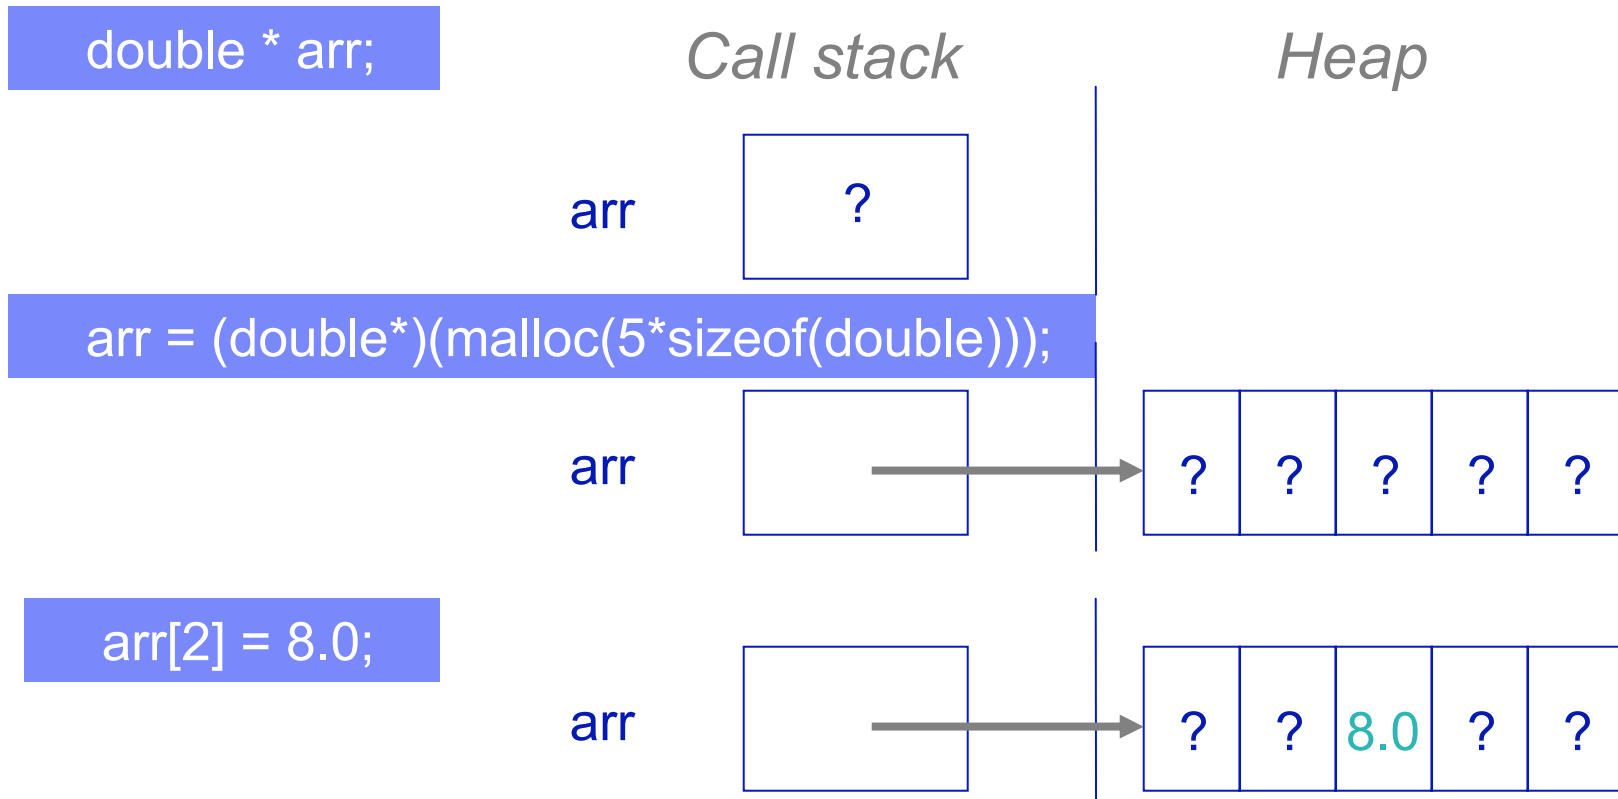 double * arr;
Call stack
Heap
arr
?
arr = (double*)(malloc(5*sizeof(double)));
arr
? ? ? ? ?
arr[2] = 8.0;
arr
? ? 8.0 ? ?